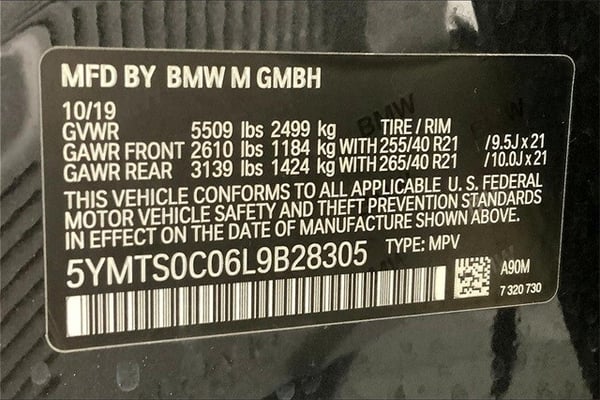 MFD BY BMW M GMBH
10/19
GVWR 5509 lbs 2499 kg TIRE / RIM
GAWR FRONT 2610 lbs 1184 kg WITH 255/40 R21 /9.5J x 21
GAWR REAR 3139 lbs 1424 kg WITH 265/40 R21 /10.0J x 21
THIS VEHICLE CONFORMS TO ALL APPLICABLE U. S. FEDERAL
MOTOR VEHICLE SAFETY AND THEFT PREVENTION STANDARDS
IN EFFECT ON THE DATE OF MANUFACTURE SHOWN ABOVE.
5YMTS0C06L9B28305 TYPE: MPV
A90M
7 320 730
BMW
BMW